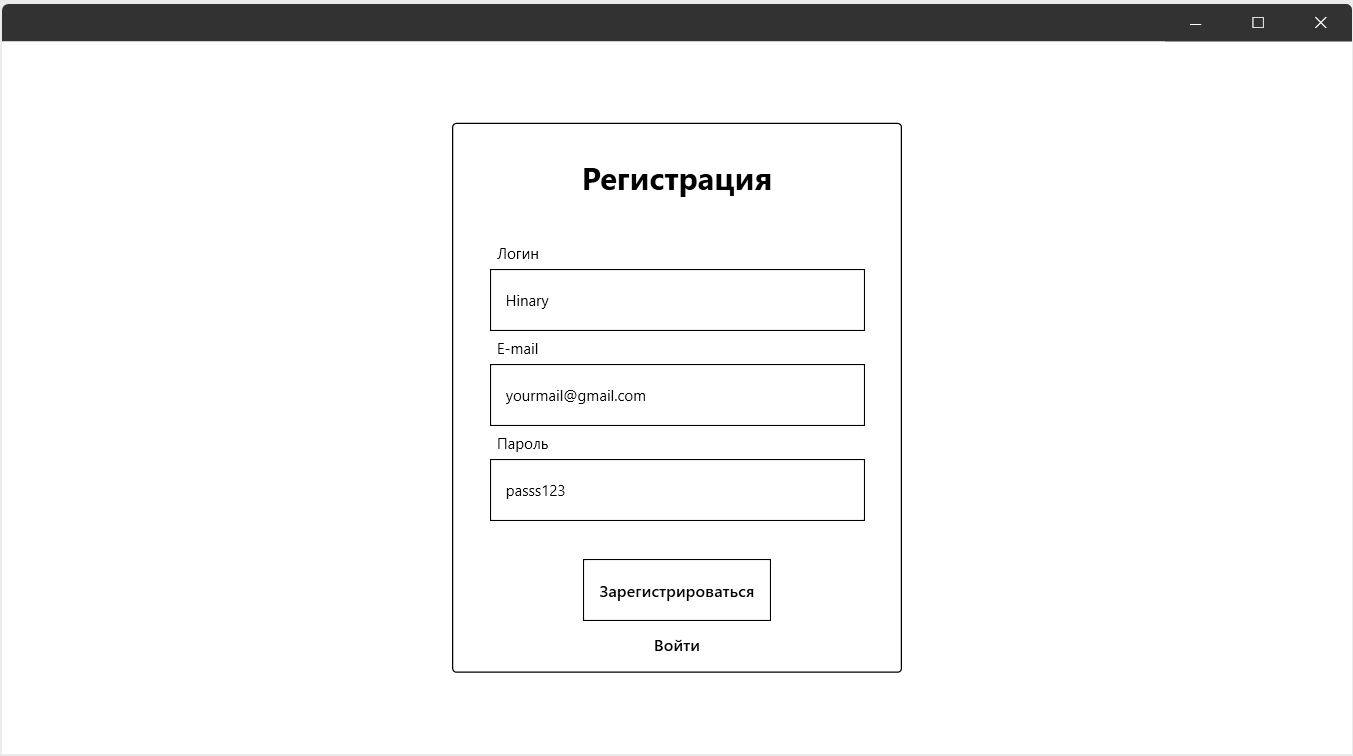 Регистрация
Логин
Hinary
E-mail
yourmail@gmail.com
Пароль
passs123
Зарегистрироваться
Войти